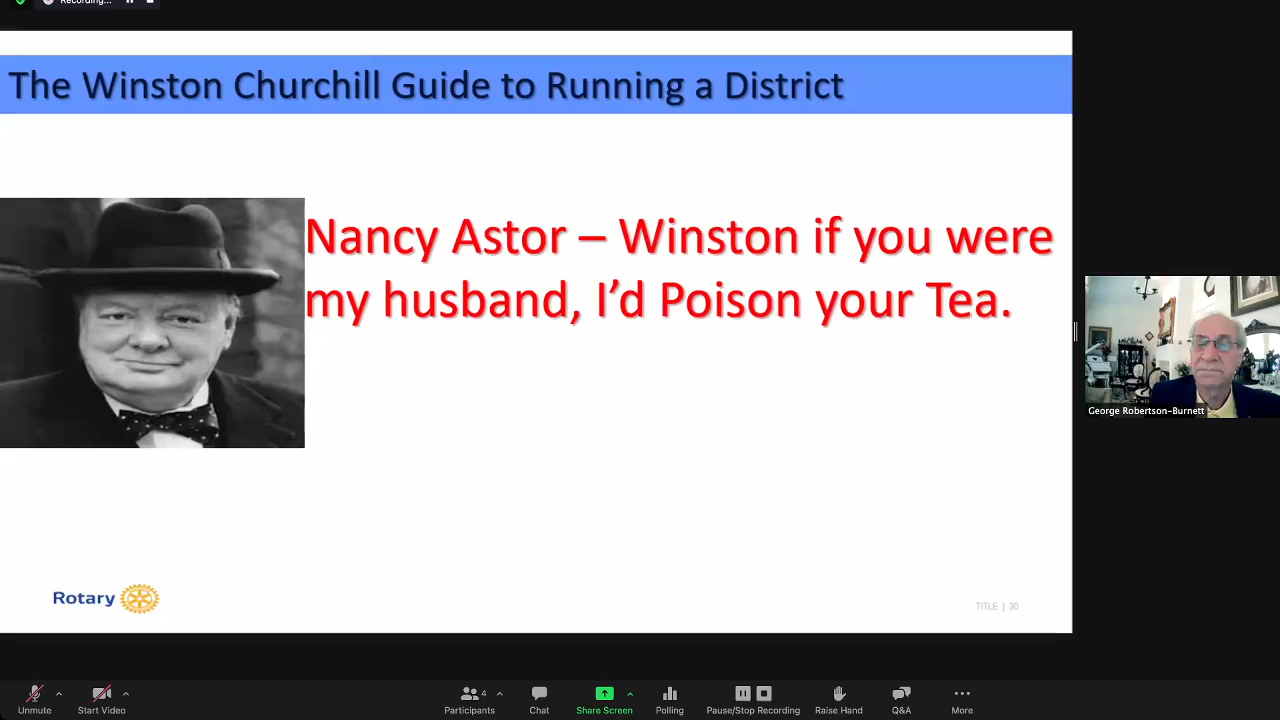 Recording...
The Winston Churchill Guide to Running a District
Nancy Astor – Winston if you were
my husband, I’d Poison your Tea.
George Robertson-Burnett
Rotary
TITLE | 30
4
Unmute
Start Video
Participants
Chat
Share Screen
Polling
Pause/Stop Recording
Raise Hand
Q&A
More